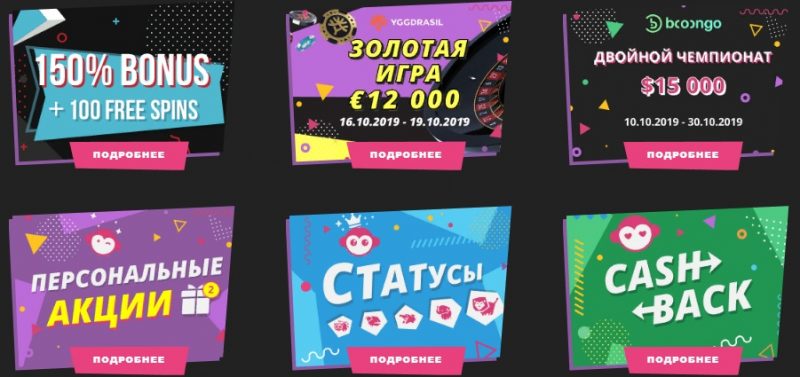 150% BONUS
+ 100 FREE SPINS
ПОДРОБНЕЕ
YGGDRASIL
ЗОЛОТАЯ
ИГРА
€12 000
16.10.2019 - 19.10.2019
ПОДРОБНЕЕ
booongo
ДВОЙНОЙ ЧЕМПИОНАТ
$15 000
10.10.2019 - 30.10.2019
ПОДРОБНЕЕ
ПЕРСОНАЛЬНЫЕ
АКЦИИ
2
ПОДРОБНЕЕ
СТАТУСЫ
ПОДРОБНЕЕ
CASH
BACK
ПОДРОБНЕЕ